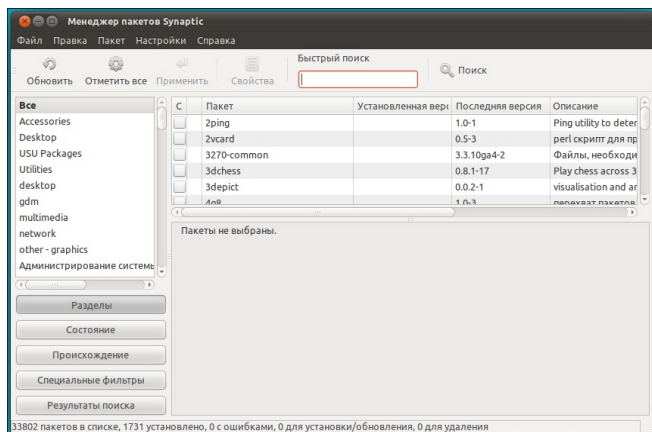 Менеджер пакетов Synaptic
Файл Правка Пакет Настройки Справка
Обновить Отметить все Применить Свойства Быстрый поиск Поиск
Все
Accessories
Desktop
USU Packages
Utilities
desktop
gdm
multimedia
network
other - graphics
Администрирование системь
Разделы
Состояние
Происхождение
Специальные фильтры
Результаты поиска
С Пакет Установленная верс Последняя версия Описание
2ping 1.0-1 Ping utility to deter
2vcard 0.5-3 perl скрипт для пр
3270-common 3.3.10ga4-2 Файлы, необходи
3dchess 0.8.1-17 Play chess across 3
3depict 0.0.2-1 visualisation and ar
4g8 1.0-3 перехват пакетов
Пакеты не выбраны.
33802 пакетов в списке, 1731 установлено, 0 с ошибками, 0 для установки/обновления, 0 для удаления